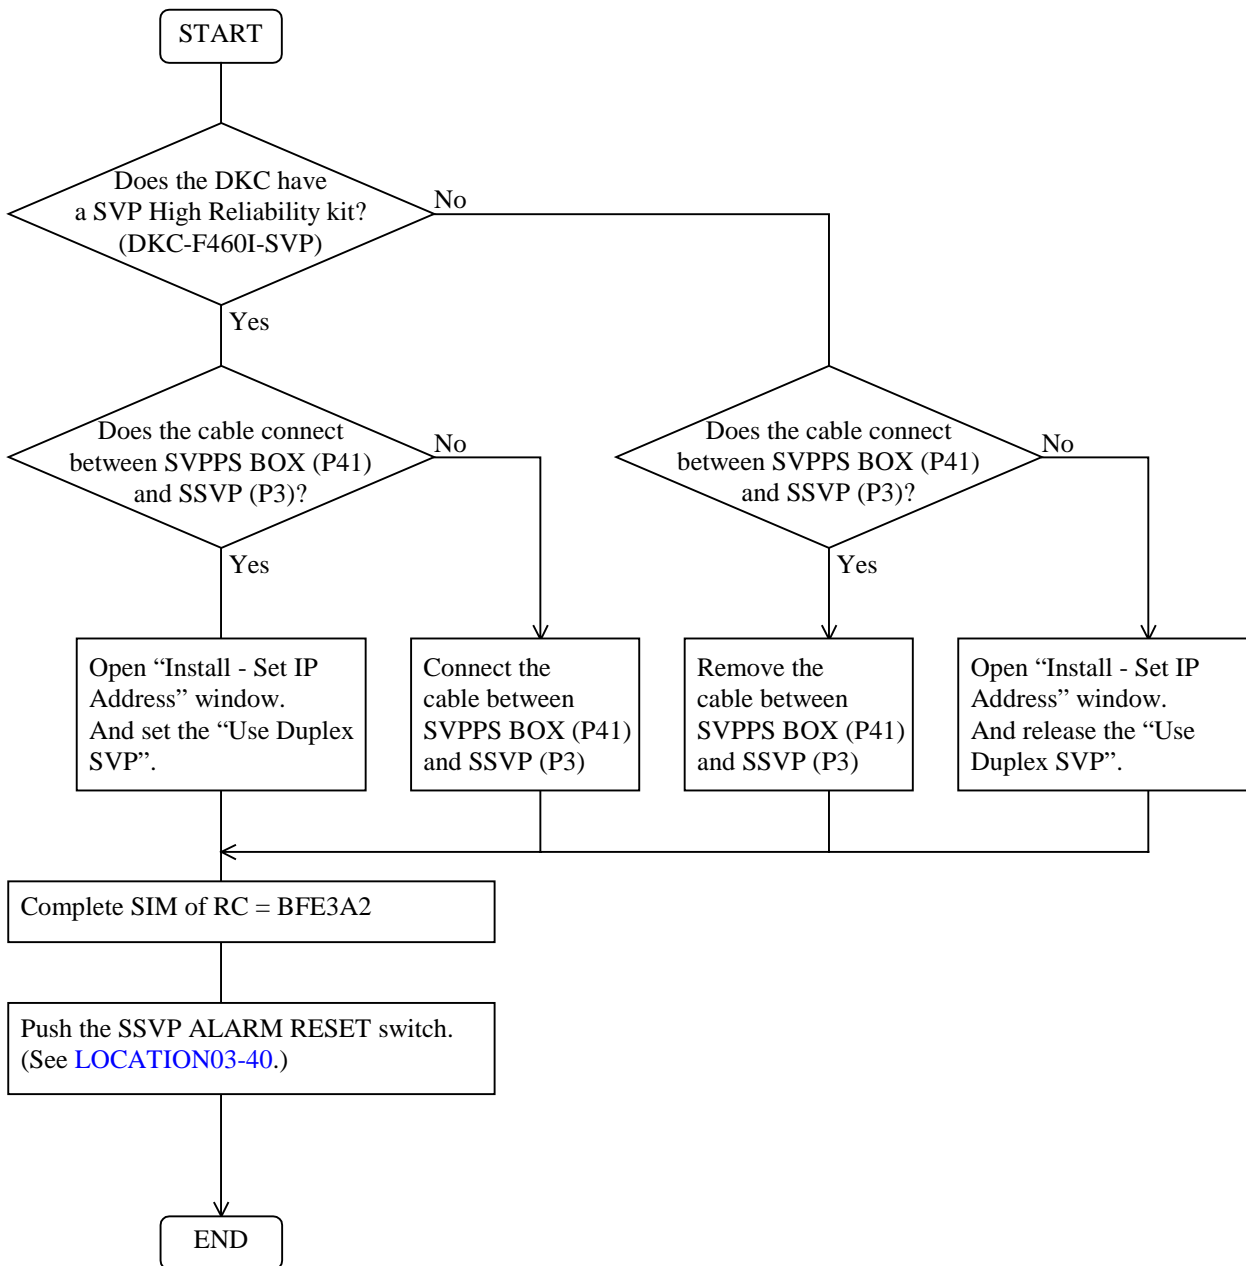 START
Does the DKC have
a SVP High Reliability kit?
(DKC-F460I-SVP)
No
Yes
Does the cable connect
between SVPPS BOX (P41)
and SSVP (P3)?
No
Yes
Does the cable connect
between SVPPS BOX (P41)
and SSVP (P3)?
No
Yes
Open “Install - Set IP
Address” window.
And set the “Use Duplex
SVP”.
Connect the
cable between
SVPPS BOX (P41)
and SSVP (P3)
Remove the
cable between
SVPPS BOX (P41)
and SSVP (P3)
Open “Install - Set IP
Address” window.
And release the “Use
Duplex SVP”.
Complete SIM of RC = BFE3A2
Push the SSVP ALARM RESET switch.
(See LOCATION03-40.)
END